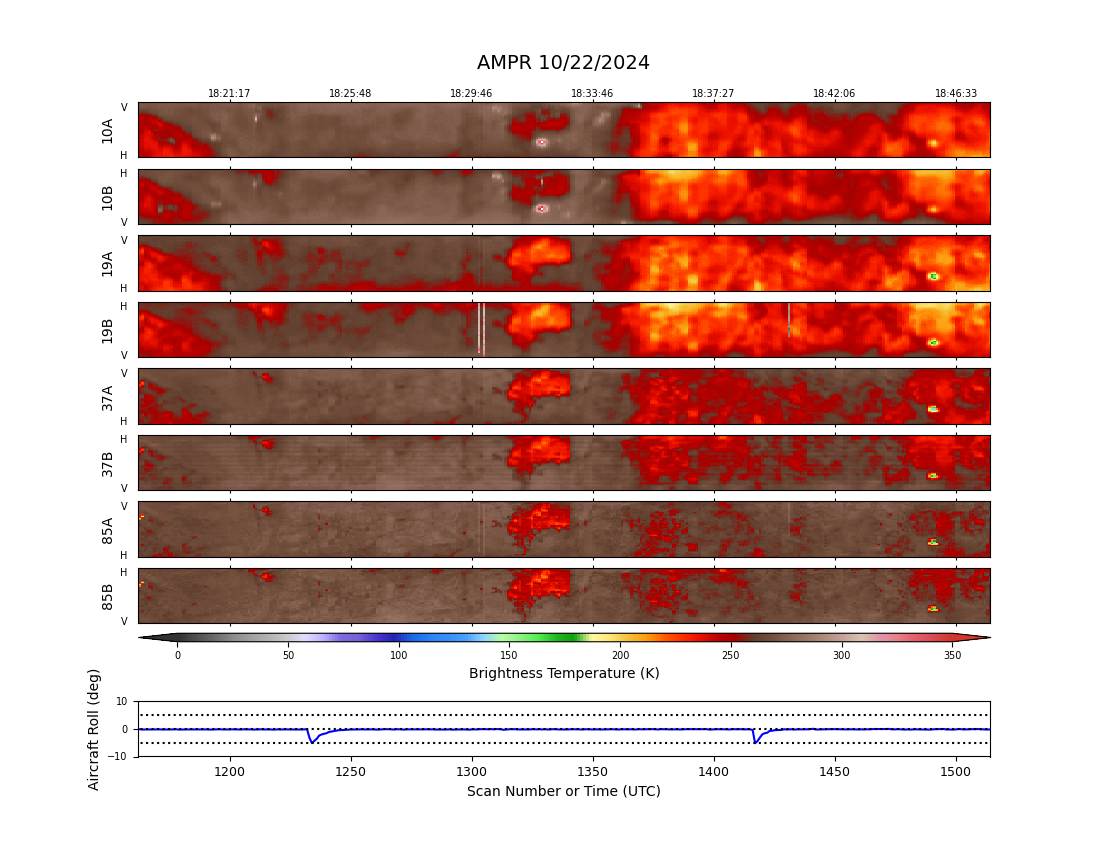 AMPR 10/22/2024
18:21:17 18:25:48 18:29:46 18:33:46 18:37:27 18:42:06 18:46:33
V
10A
H
H
10B
V
V
19A
H
H
19B
V
V
37A
H
H
37B
V
V
85A
H
H
85B
V
0 50 100 150 200 250 300 350
Brightness Temperature (K)
Aircraft Roll (deg)
10
0
−10
1200 1250 1300 1350 1400 1450 1500
Scan Number or Time (UTC)